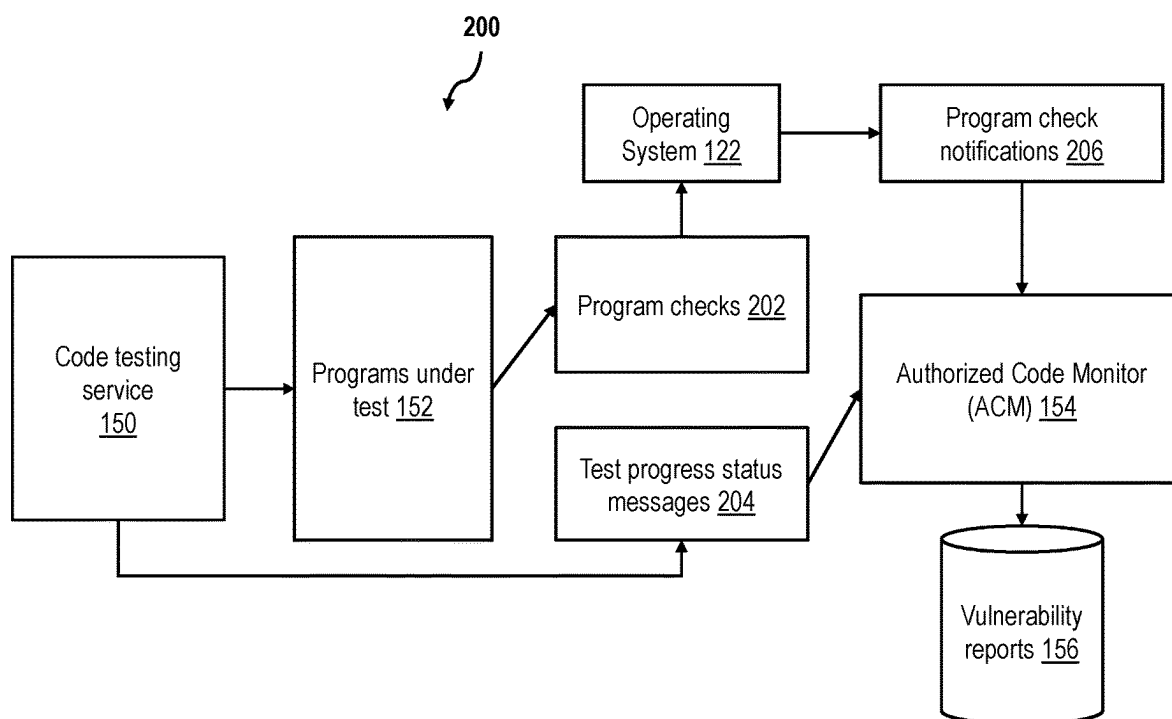 200
Operating
System 122
Program check
notifications 206
Code testing
service
150
Programs under
test 152
Program checks 202
Test progress status
messages 204
Authorized Code Monitor
(ACM) 154
Vulnerability
reports 156